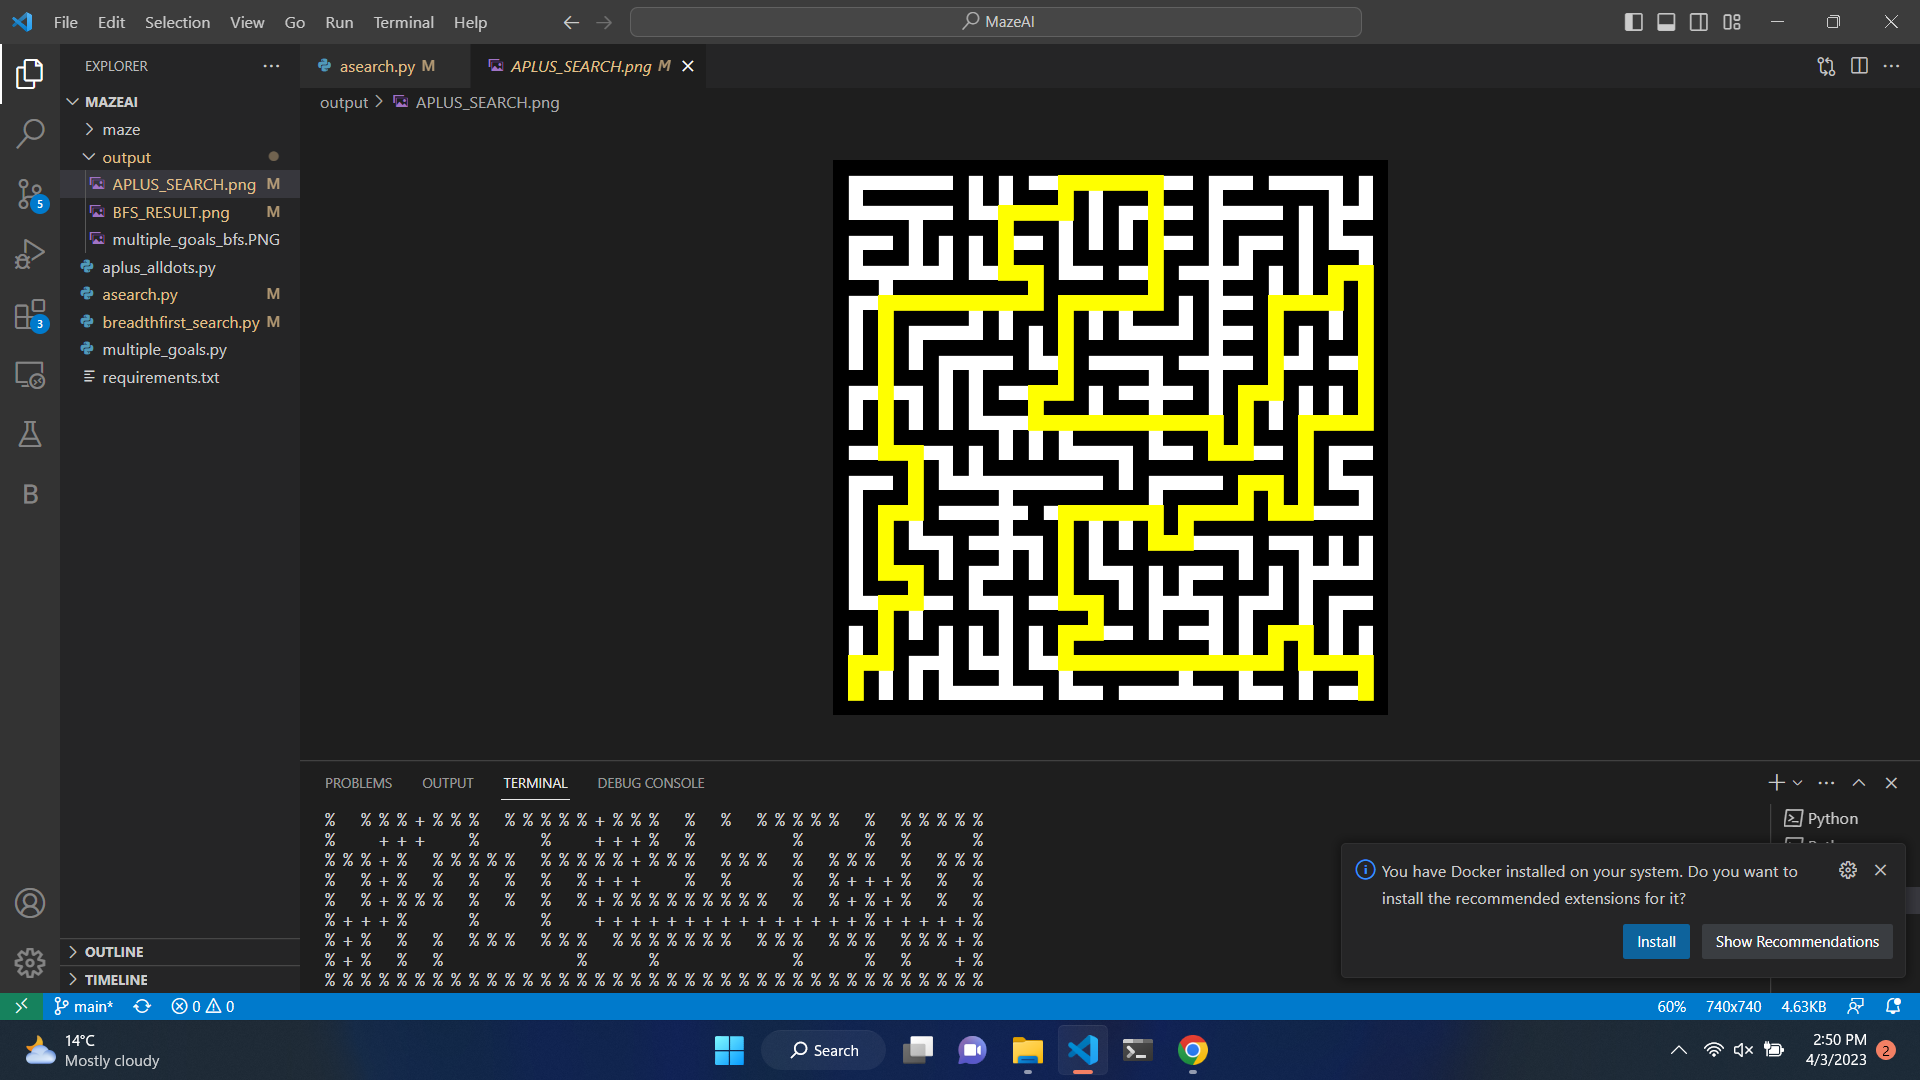 File Edit Selection View Go Run Terminal Help
MazeAI
EXPLORER
asearch.py M
APLUS_SEARCH.png M
MAZEAI
output APLUS_SEARCH.png
maze
output
APLUS_SEARCH.png M
BFS_RESULT.png M
multiple_goals_bfs.PNG
aplus_alldots.py
asearch.py M
breadthfirst_search.py M
multiple_goals.py
requirements.txt
5
3
B
OUTLINE
TIMELINE
PROBLEMS OUTPUT TERMINAL DEBUG CONSOLE
% %%%+%%% %%%%%+%%% % % %%%%% % %%%%%
% +++ % % +++% % % % % %
%%%+% %%%%% %%%%%+%%% %%% % %%% % %%%
% %+% % % % %+++ % % % %+++% % %
% %+%%% % % % %+%%%%%%%%% % %+%+% % %
%+++% % % +++++++++++++++%+++++%
%+% % % %%% %%% %%%%%%% %%% %%% %%%+%
%+% % % % % % % % +%
%%%%%%%%%%%%%%%%%%%%%%%%%%%%%%%%%%%%%
Python
You have Docker installed on your system. Do you want to
install the recommended extensions for it?
Install Show Recommendations
main* 0 0
60% 740x740 4.63KB
14°C
Mostly cloudy
Search
2:50 PM
4/3/2023
2